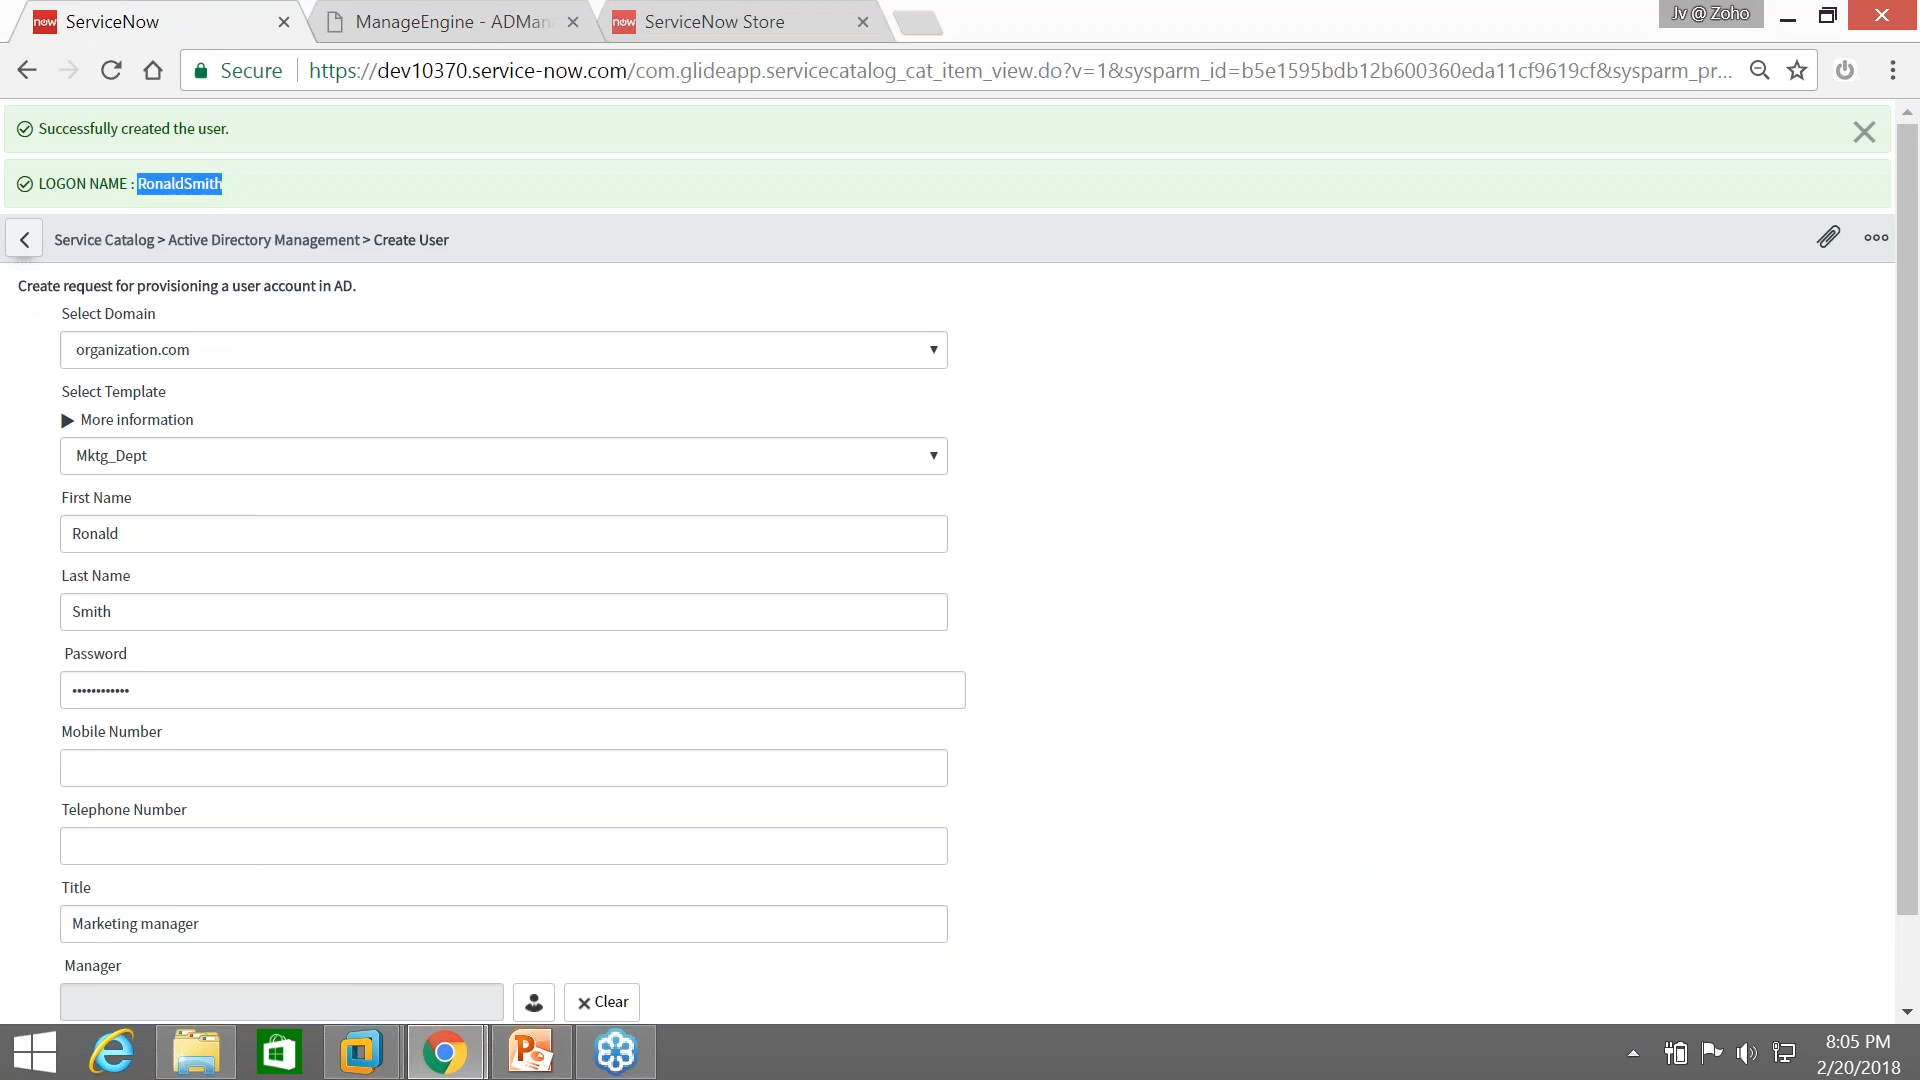 now ServiceNow
ManageEngine - ADMan
now ServiceNow Store
Jv @ Zoho
Secure
https://dev10370.service-now.com/com.glideapp.servicecatalog_cat_item_view.do?v=1&sysparm_id=b5e1595bdb12b600360eda11cf9619cf&sysparm_pr...
Successfully created the user.
LOGON NAME : RonaldSmith
Service Catalog > Active Directory Management > Create User
Create request for provisioning a user account in AD.
Select Domain
organization.com
Select Template
More information
Mktg_Dept
First Name
Ronald
Last Name
Smith
Password
••••••••••••
Mobile Number
Telephone Number
Title
Marketing manager
Manager
Clear
8:05 PM
2/20/2018